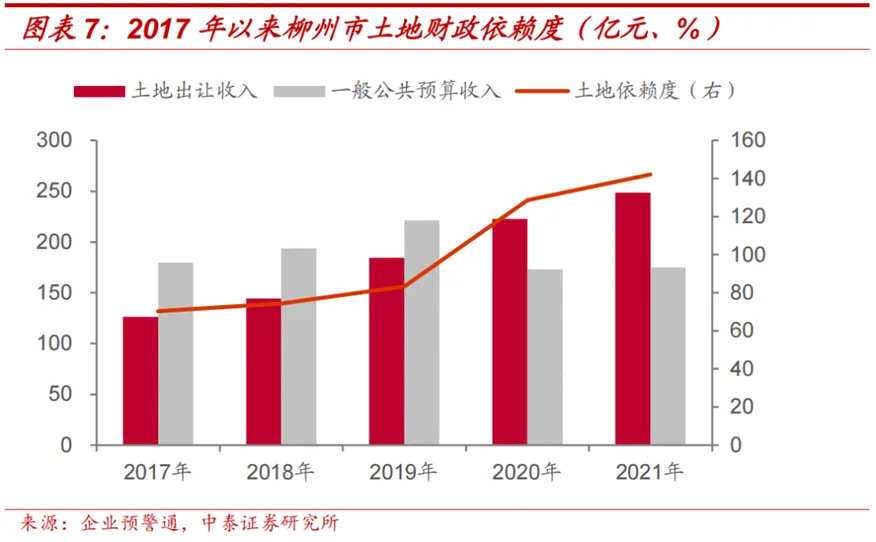 图表 7：2017 年以来柳州市土地财政依赖度（亿元、%）
土地出让收入 一般公共预算收入 土地依赖度（右）
300 160
250 140
200 120
150 100
100 80
50 60
0 40
20
0
2017年 2018年 2019年 2020年 2021年
来源：企业预警通，中泰证券研究所